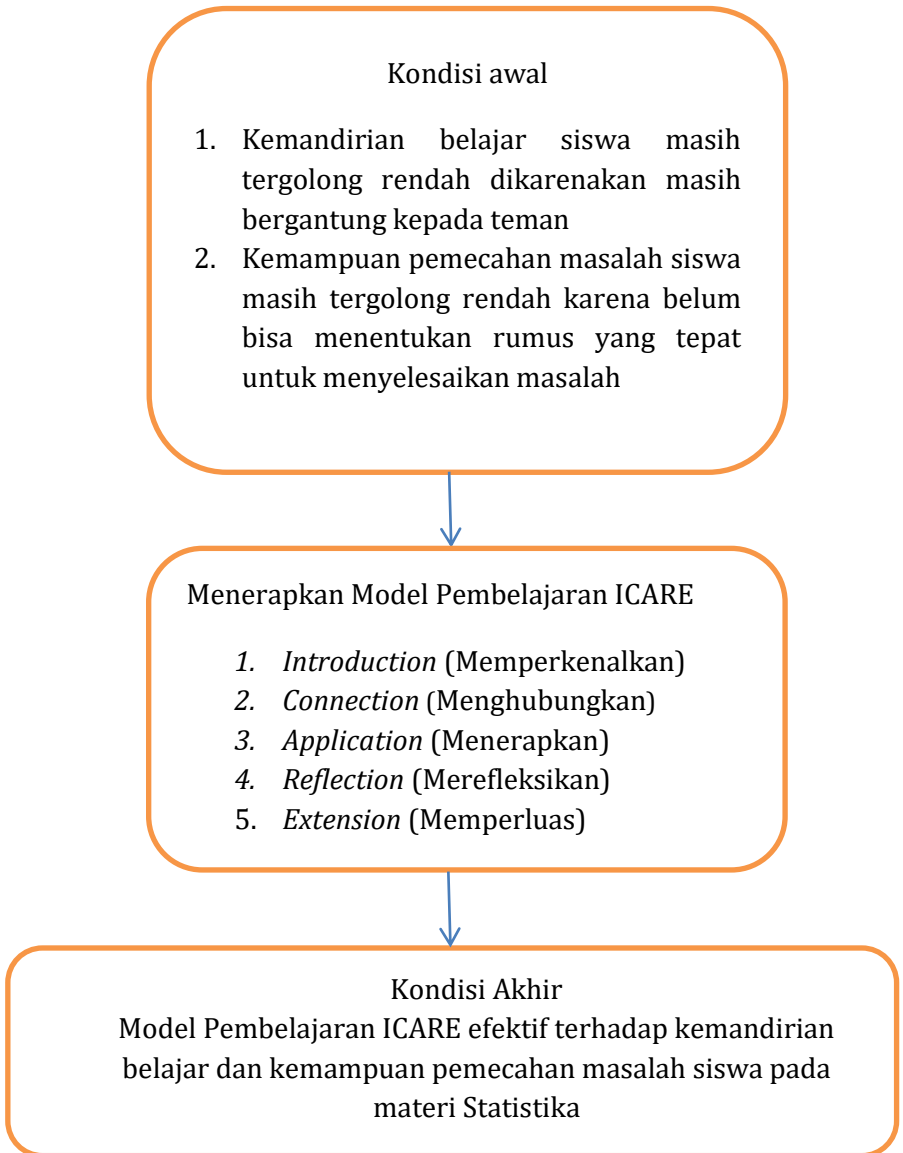 Kondisi awal
1. Kemandirian belajar siswa masih
tergolong rendah dikarenakan masih
bergantung kepada teman
2. Kemampuan pemecahan masalah siswa
masih tergolong rendah karena belum
bisa menentukan rumus yang tepat
untuk menyelesaikan masalah
Menerapkan Model Pembelajaran ICARE
1. Introduction (Memperkenalkan)
2. Connection (Menghubungkan)
3. Application (Menerapkan)
4. Reflection (Merefleksikan)
5. Extension (Memperluas)
Kondisi Akhir
Model Pembelajaran ICARE efektif terhadap kemandirian
belajar dan kemampuan pemecahan masalah siswa pada
materi Statistika